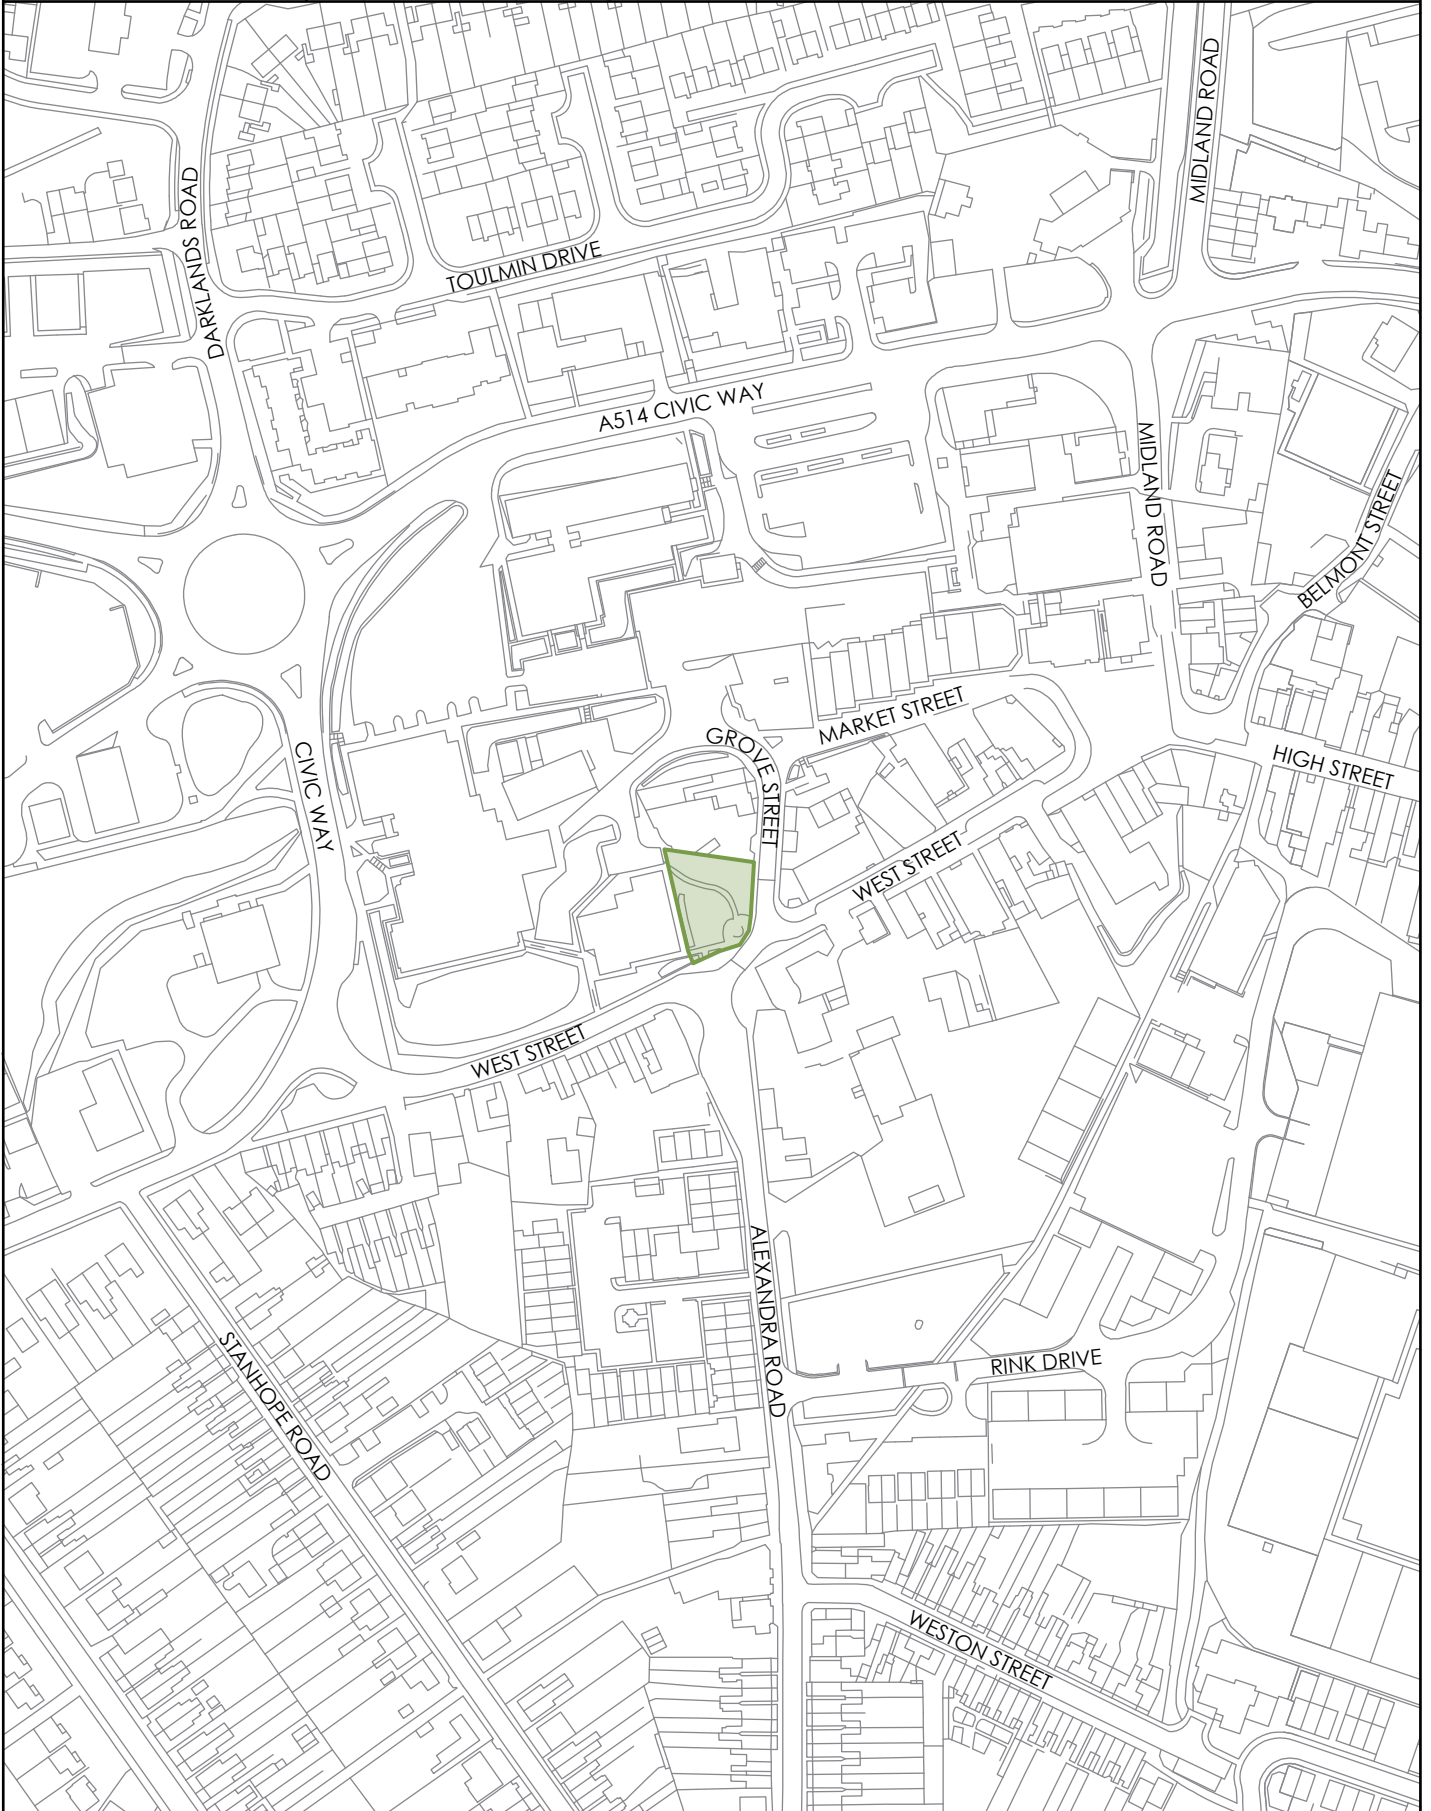 MIDLAND ROAD
DARKLANDS ROAD
TOULMIN DRIVE
A514 CIVIC WAY
MIDLAND ROAD
BELMONT STREET
MARKET STREET
GROVE STREET
HIGH STREET
CIVIC WAY
WEST STREET
WEST STREET
ALEXANDRA ROAD
STANHOPE ROAD
RINK DRIVE
WESTON STREET